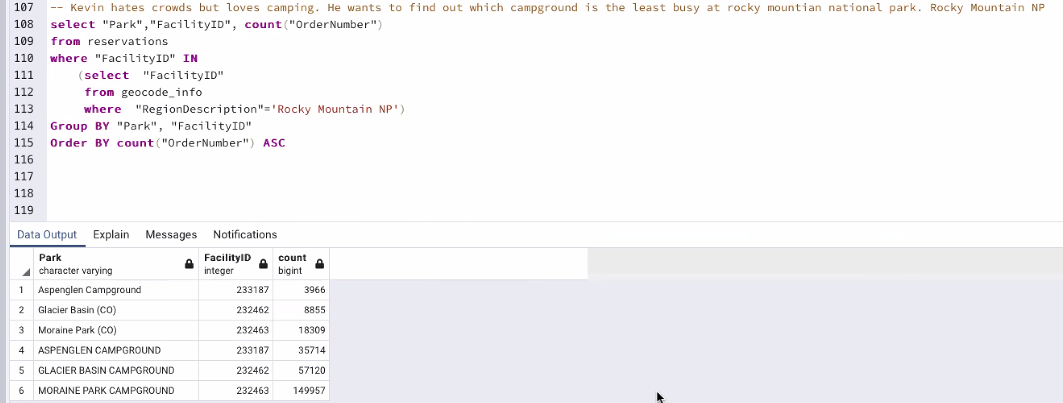 107 -- Kevin hates crowds but loves camping. He wants to find out which campground is the least busy at rocky mountian national park. Rocky Mountain NP
108 select "Park","FacilityID", count("OrderNumber")
109 from reservations
110 where "FacilityID" IN
111 (select "FacilityID"
112 from geocode_info
113 where "RegionDescription"='Rocky Mountain NP')
114 Group BY "Park", "FacilityID"
115 Order BY count("OrderNumber") ASC
116
117
118
119
Data Output Explain Messages Notifications
Park FacilityID count
character varying integer bigint
1 Aspenglen Campground 233187 3966
2 Glacier Basin (CO) 232462 8855
3 Moraine Park (CO) 232463 18309
4 ASPENGLEN CAMPGROUND 233187 35714
5 GLACIER BASIN CAMPGROUND 232462 57120
6 MORAINE PARK CAMPGROUND 232463 149957